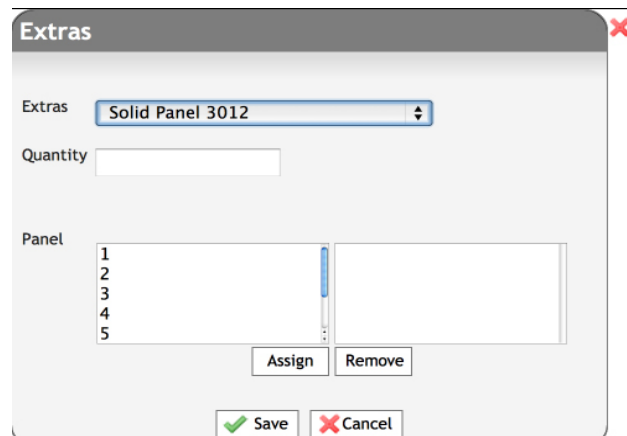 Extras
Extras Solid Panel 3012
Quantity
Panel
1
2
3
4
5
Assign Remove
Save Cancel